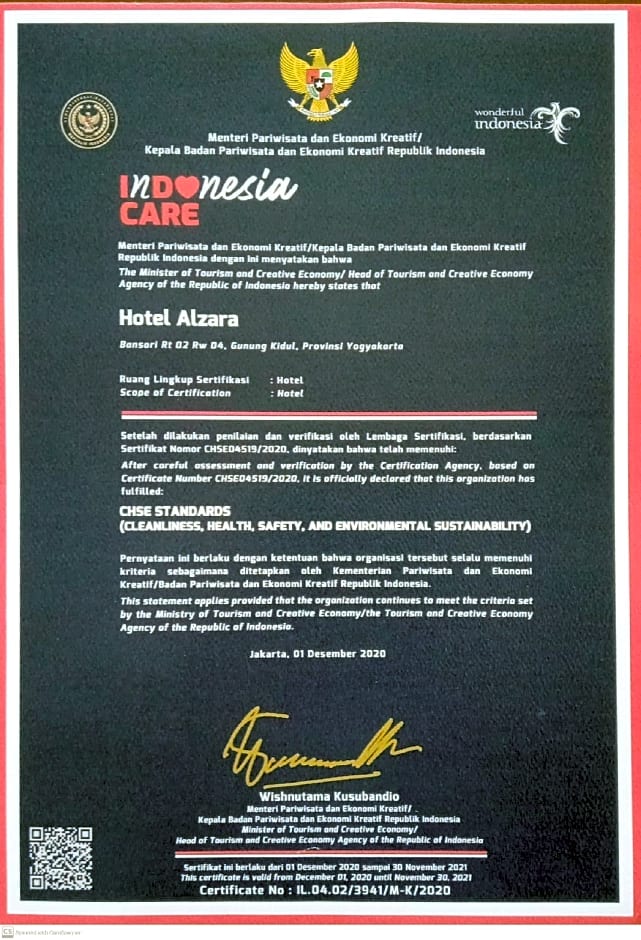 wonderful
indonesia
Menteri Pariwisata dan Ekonomi Kreatif/
Kepala Badan Pariwisata dan Ekonomi Kreatif Republik Indonesia
INDONesia
CARE
Menteri Pariwisata dan Ekonomi Kreatif/Kepala Badan Pariwisata dan Ekonomi Kreatif
Republik Indonesia dengan ini menyatakan bahwa
The Minister of Tourism and Creative Economy/ Head of Tourism and Creative Economy
Agency of the Republic of Indonesia hereby states that
Hotel Alzara
Bansari Rt 02 Rw 04, Gunung Kidul, Provinsi Yogyakarta
Ruang Lingkup Sertifikasi : Hotel
Scope of Certification : Hotel
Setelah dilakukan penilaian dan verifikasi oleh Lembaga Sertifikasi, berdasarkan
Sertifikat Nomor CHSE04519/2020, dinyatakan bahwa telah memenuhi:
After careful assessment and verification by the Certification Agency, based on
Certificate Number CHSE04519/2020, it is officially declared that this organization has
fulfilled:
CHSE STANDARDS
(CLEANLINESS, HEALTH, SAFETY, AND ENVIRONMENTAL SUSTAINABILITY)
Pernyataan ini berlaku dengan ketentuan bahwa organisasi tersebut selalu memenuhi
kriteria sebagaimana ditetapkan oleh Kementerian Pariwisata dan Ekonomi
Kreatif/Badan Pariwisata dan Ekonomi Kreatif Republik Indonesia.
This statement applies provided that the organization continues to meet the criteria set
by the Ministry of Tourism and Creative Economy/the Tourism and Creative Economy
Agency of the Republic of Indonesia.
Jakarta, 01 Desember 2020
Wishnutama Kusubandio
Menteri Pariwisata dan Ekonomi Kreatif/
Kepala Badan Pariwisata dan Ekonomi Kreatif Republik Indonesia
Minister of Tourism and Creative Economy/
Head of Tourism and Creative Economy Agency of the Republic of Indonesia
Sertifikat ini berlaku dari 01 Desember 2020 sampai 30 November 2021
This certificate is valid from December 01, 2020 until November 30, 2021
Certificate No : IL.04.02/3941/M-K/2020
CS Scanned with CamScanner